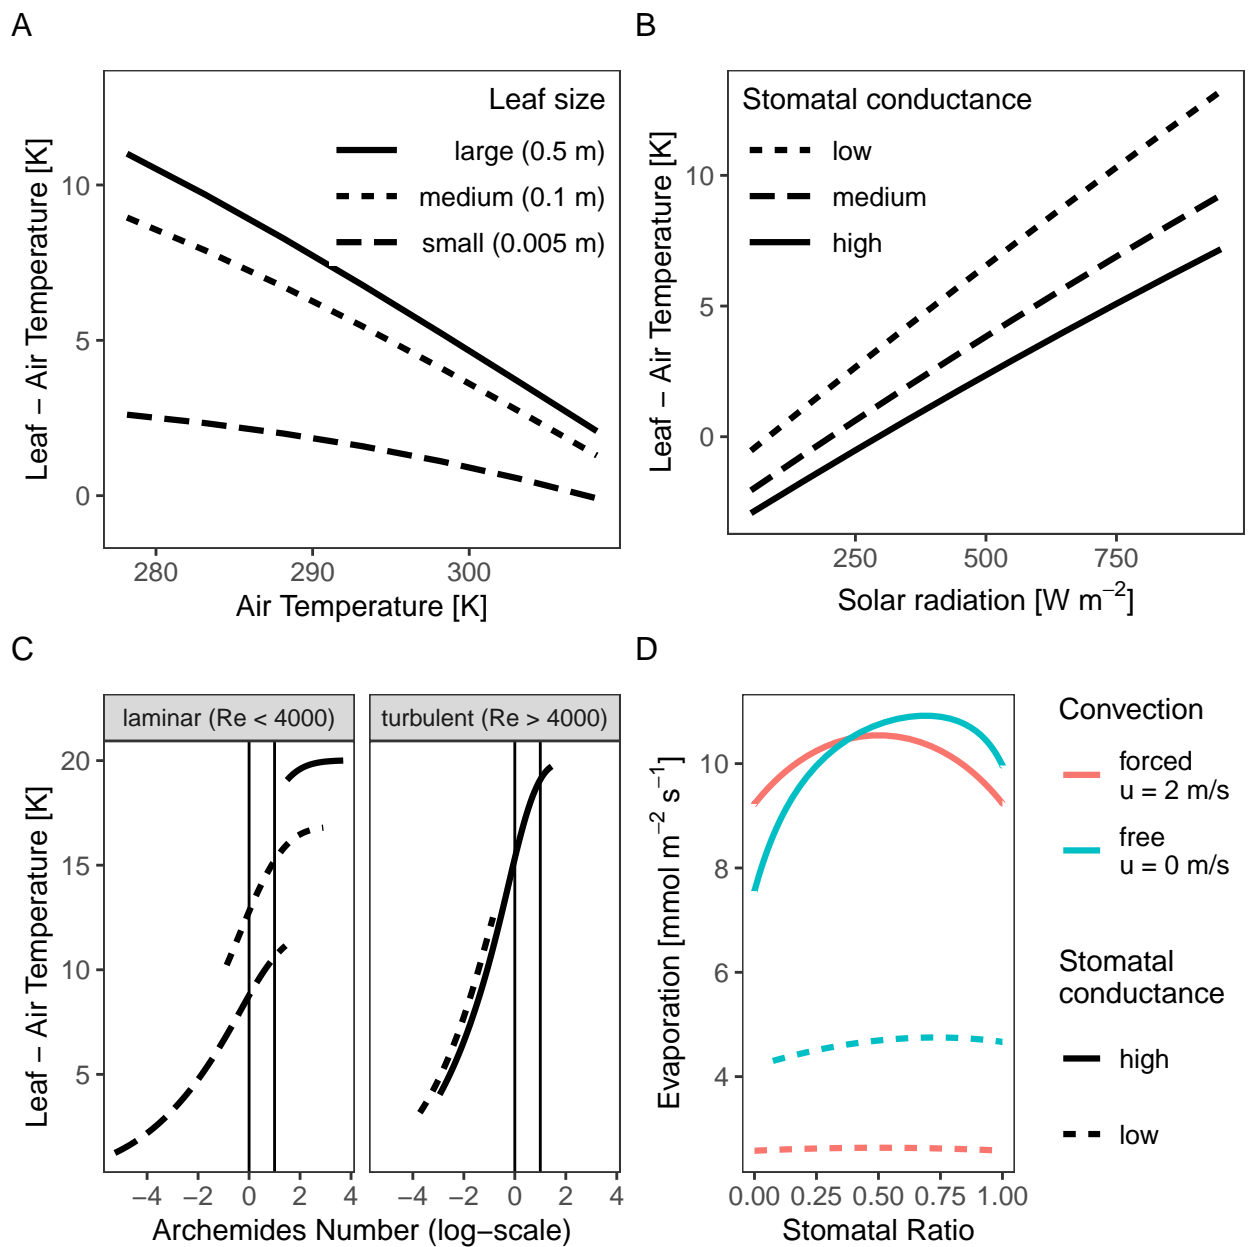 A
Leaf − Air Temperature [K]
10
5
0
Leaf size
large (0.5 m)
medium (0.1 m)
small (0.005 m)
280
290
300
Air Temperature [K]
B
Leaf − Air Temperature [K]
10
5
0
Stomatal conductance
low
medium
high
250
500
750
Solar radiation [W m−2]
C
laminar (Re < 4000)
turbulent (Re > 4000)
Leaf − Air Temperature [K]
20
15
10
5
−4
−2
0
2
4
−4
−2
0
2
4
Archemides Number (log−scale)
D
Evaporation [mmol m−2 s−1]
10
8
6
4
0.00
0.25
0.50
0.75
1.00
Stomatal Ratio
Convection
forced
u = 2 m/s
free
u = 0 m/s
Stomatal
conductance
high
low